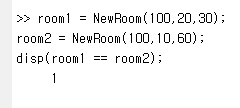 >> room1 = NewRoom(100,20,30);
room2 = NewRoom(100,10,60);
disp(room1 == room2);
1